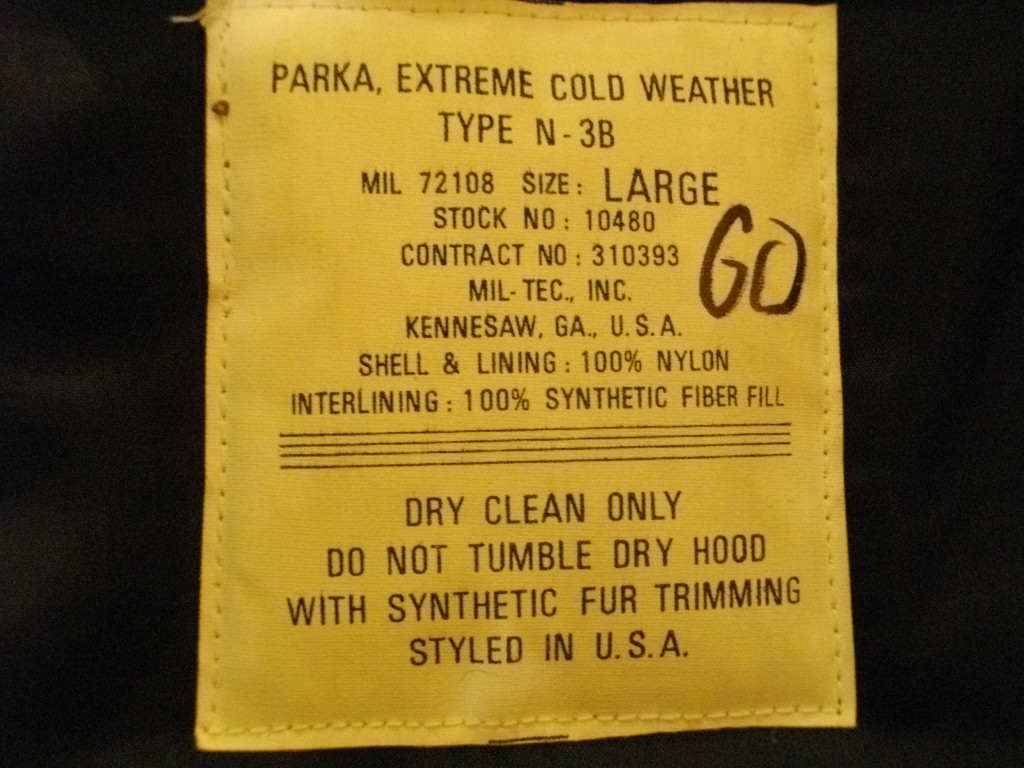 PARKA, EXTREME COLD WEATHER
TYPE N-3B
MIL 72108 SIZE: LARGE
STOCK NO: 10480
CONTRACT NO: 310393
GO
MIL-TEC., INC.
KENNESAW, GA., U.S.A.
SHELL & LINING: 100% NYLON
INTERLINING: 100% SYNTHETIC FIBER FILL
DRY CLEAN ONLY
DO NOT TUMBLE DRY HOOD
WITH SYNTHETIC FUR TRIMMING
STYLED IN U.S.A.